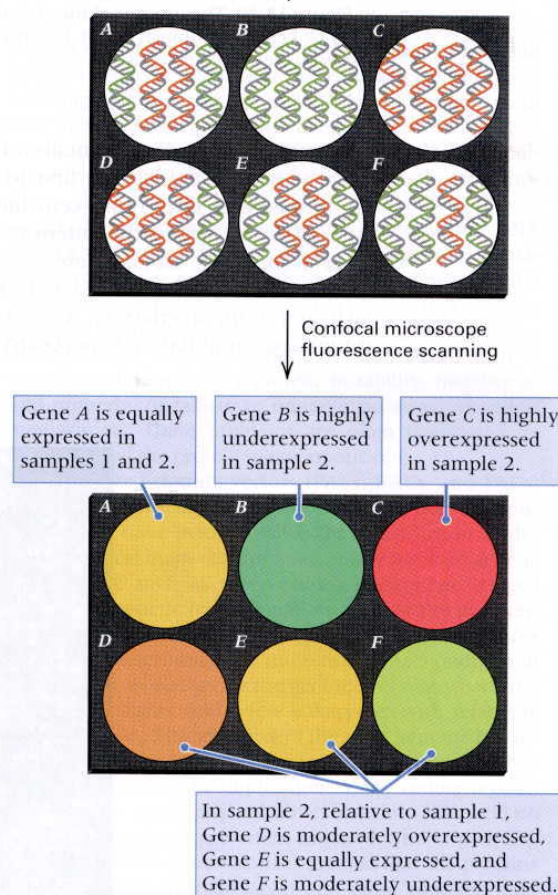 A B C
D E F
Confocal microscope
fluorescence scanning
Gene A is equally
expressed in
samples 1 and 2.
Gene B is highly
underexpressed
in sample 2.
Gene C is highly
overexpressed
in sample 2.
A B C
D E F
In sample 2, relative to sample 1,
Gene D is moderately overexpressed,
Gene E is equally expressed, and
Gene F is moderately underexpressed.